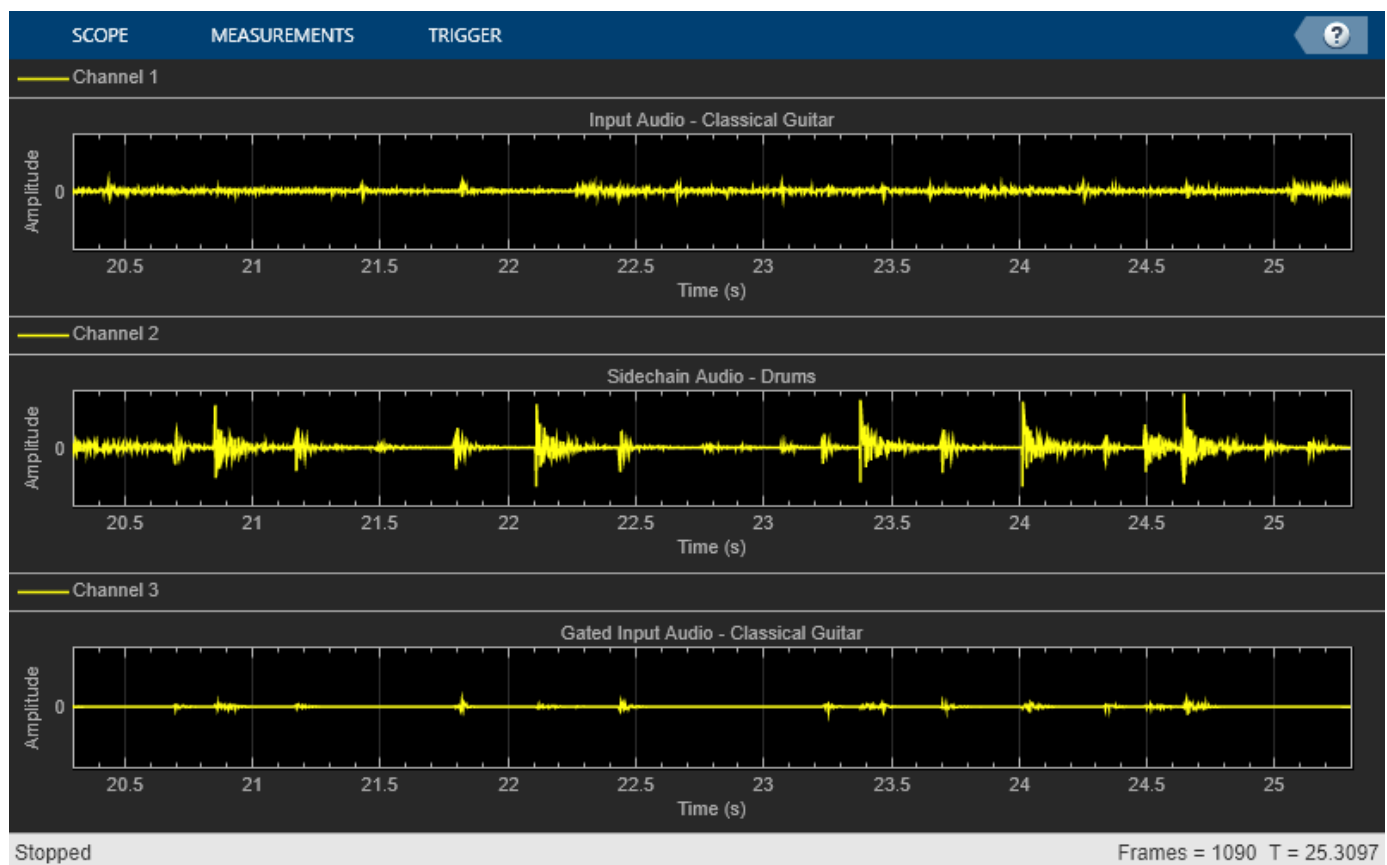 SCOPE MEASUREMENTS TRIGGER ?
Channel 1
Input Audio - Classical Guitar
Amplitude
0
20.5 21 21.5 22 22.5 23 23.5 24 24.5 25
Time (s)
Channel 2
Sidechain Audio - Drums
Amplitude
0
20.5 21 21.5 22 22.5 23 23.5 24 24.5 25
Time (s)
Channel 3
Gated Input Audio - Classical Guitar
Amplitude
0
20.5 21 21.5 22 22.5 23 23.5 24 24.5 25
Time (s)
Stopped Frames = 1090 T = 25.3097